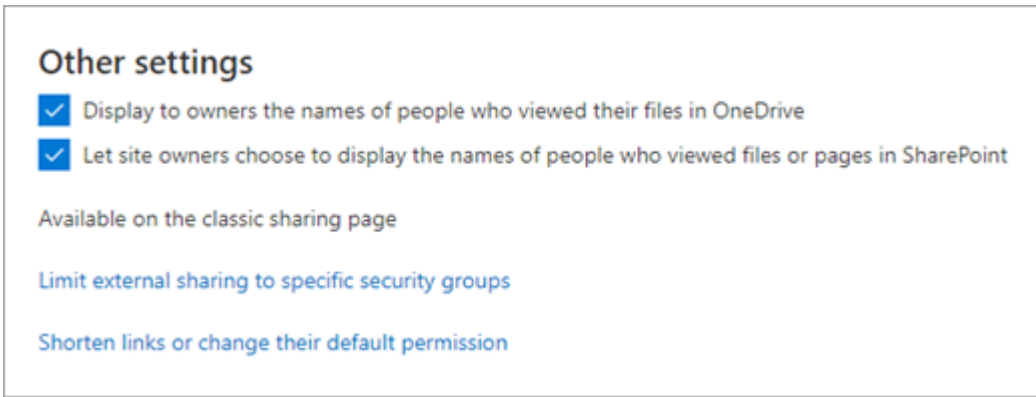 Other settings
Display to owners the names of people who viewed their files in OneDrive
Let site owners choose to display the names of people who viewed files or pages in SharePoint
Available on the classic sharing page
Limit external sharing to specific security groups
Shorten links or change their default permission